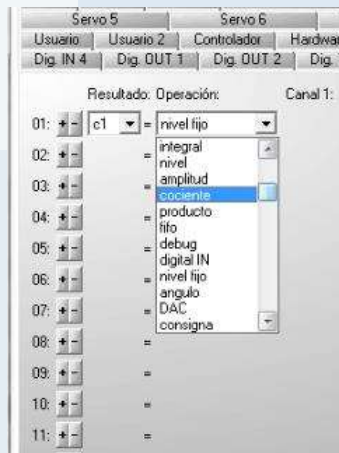 Servo 5 Servo 6
Usuario Usuario 2 Controlador Hardwar
Dig. IN 4 Dig. OUT 1 Dig. OUT 2 Dig.
Resultado: Operación: Canal 1:
01: + - c1 = nivel fijo
integral
02: + - =
nivel
amplitud
03: + - =
cociente
04: + - = producto
fifo
05: + - = debug
digital IN
06: + - = nivel fijo
angulo
07: + - = DAC
consigna
08: + - =
09: + - =
10: + - =
11: + - =